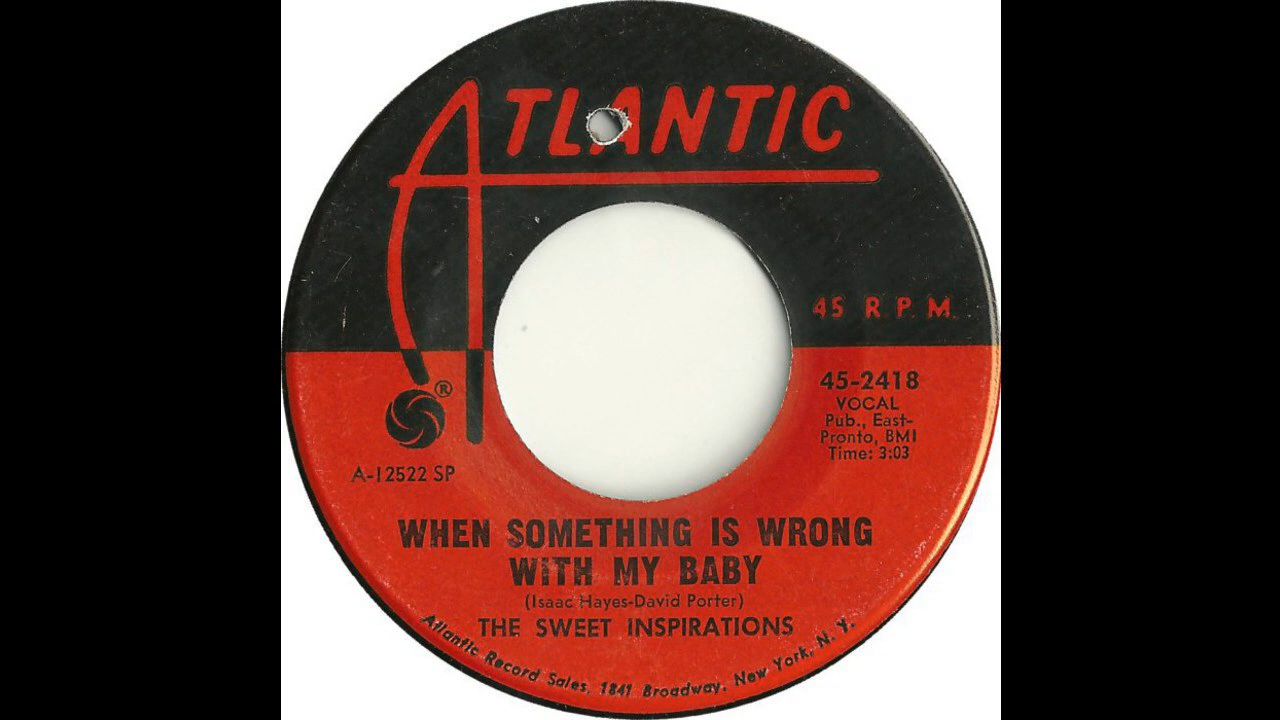 ATLANTIC
45 R.P.M.
®
45-2418
VOCAL
Pub., East-
Pronto, BMI
Time: 3:03
A-12522 SP
WHEN SOMETHING IS WRONG
WITH MY BABY
(Isaac Hayes-David Porter)
THE SWEET INSPIRATIONS
Atlantic Record Sales, 1841 Broadway, New York, N. Y.